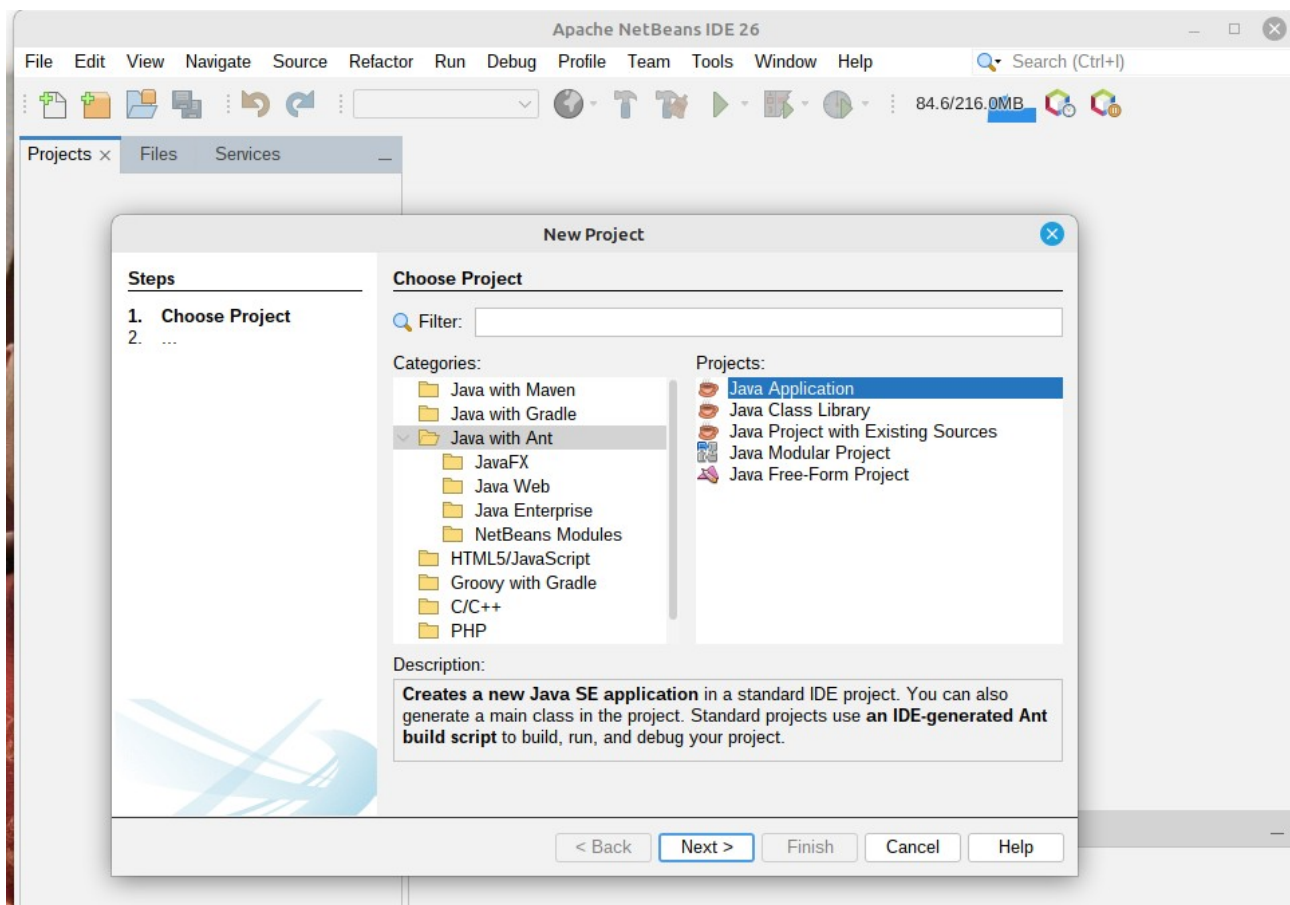 Apache NetBeans IDE 26
File Edit View Navigate Source Refactor Run Debug Profile Team Tools Window Help Search (Ctrl+I)
84.6/216.0MB
Projects Files Services
New Project
Steps
1. Choose Project
2. ...
Choose Project
Filter:
Categories:
Java with Maven
Java with Gradle
Java with Ant
JavaFX
Java Web
Java Enterprise
NetBeans Modules
HTML5/JavaScript
Groovy with Gradle
C/C++
PHP
Projects:
Java Application
Java Class Library
Java Project with Existing Sources
Java Modular Project
Java Free-Form Project
Description:
Creates a new Java SE application in a standard IDE project. You can also
generate a main class in the project. Standard projects use an IDE-generated Ant
build script to build, run, and debug your project.
< Back Next > Finish Cancel Help